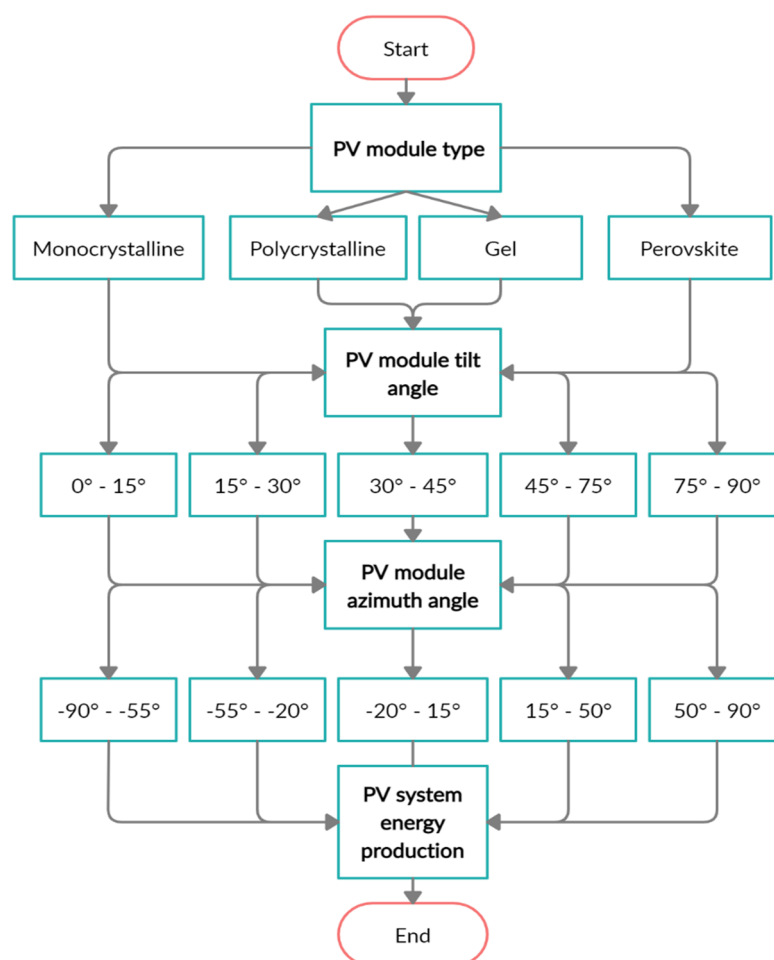 Start
PV module type
Monocrystalline
Polycrystalline
Gel
Perovskite
PV module tilt
angle
0° - 15°
15° - 30°
30° - 45°
45° - 75°
75° - 90°
PV module
azimuth angle
-90° - -55°
-55° - -20°
-20° - 15°
15° - 50°
50° - 90°
PV system
energy
production
End